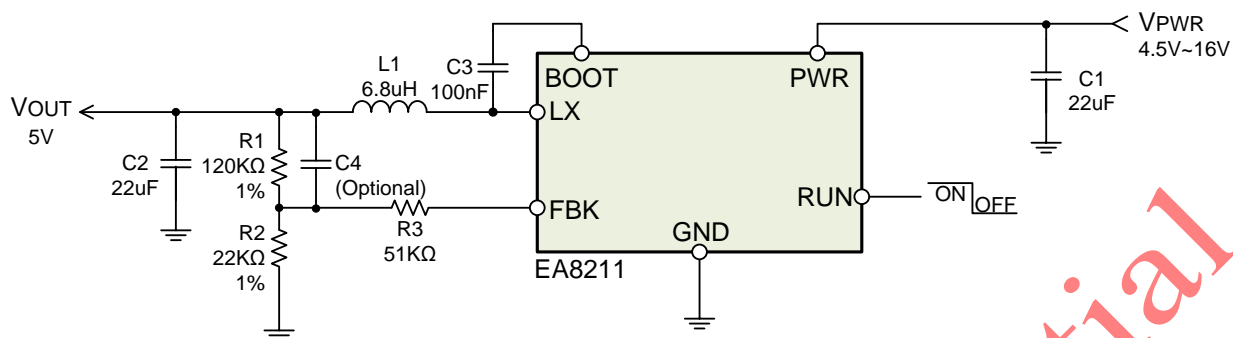 VPWR
4.5V~16V
L1
6.8uH
C3
100nF
BOOT
PWR
C1
22uF
VOUT
5V
LX
C2
22uF
R1
120KΩ
1%
C4
(Optional)
R3
51KΩ
FBK
RUN
ON
OFF
R2
22KΩ
1%
GND
EA8211
tial